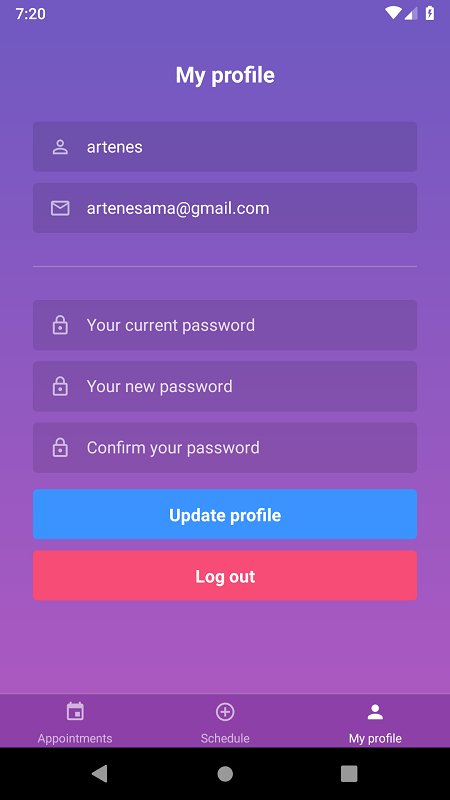 7:20
My profile
artenes
artenesama@gmail.com
Your current password
Your new password
Confirm your password
Update profile
Log out
Appointments
Schedule
My profile